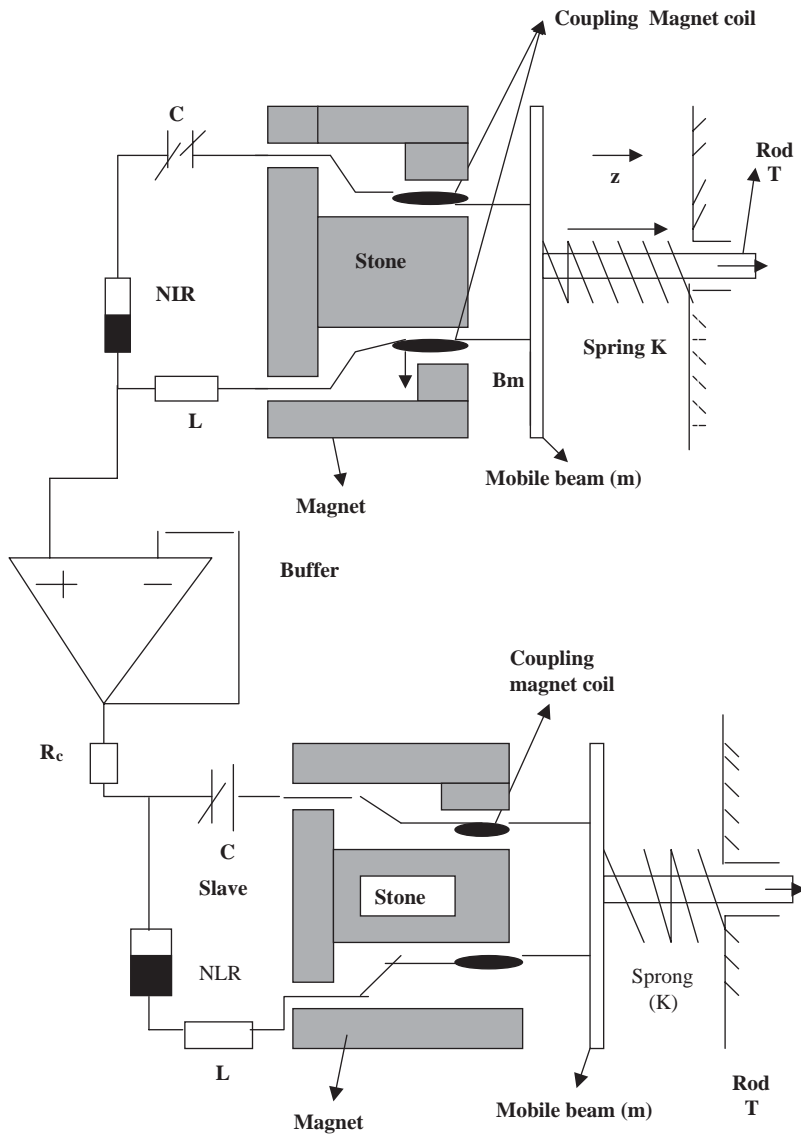 Coupling Magnet coil
C
Rod
T
z
Stone
NIR
Spring K
Bm
L
Mobile beam (m)
Magnet
Buffer
+
−
Coupling
magnet coil
Rc
C
Slave
Stone
NLR
Sprong
(K)
L
Rod
T
Mobile beam (m)
Magnet